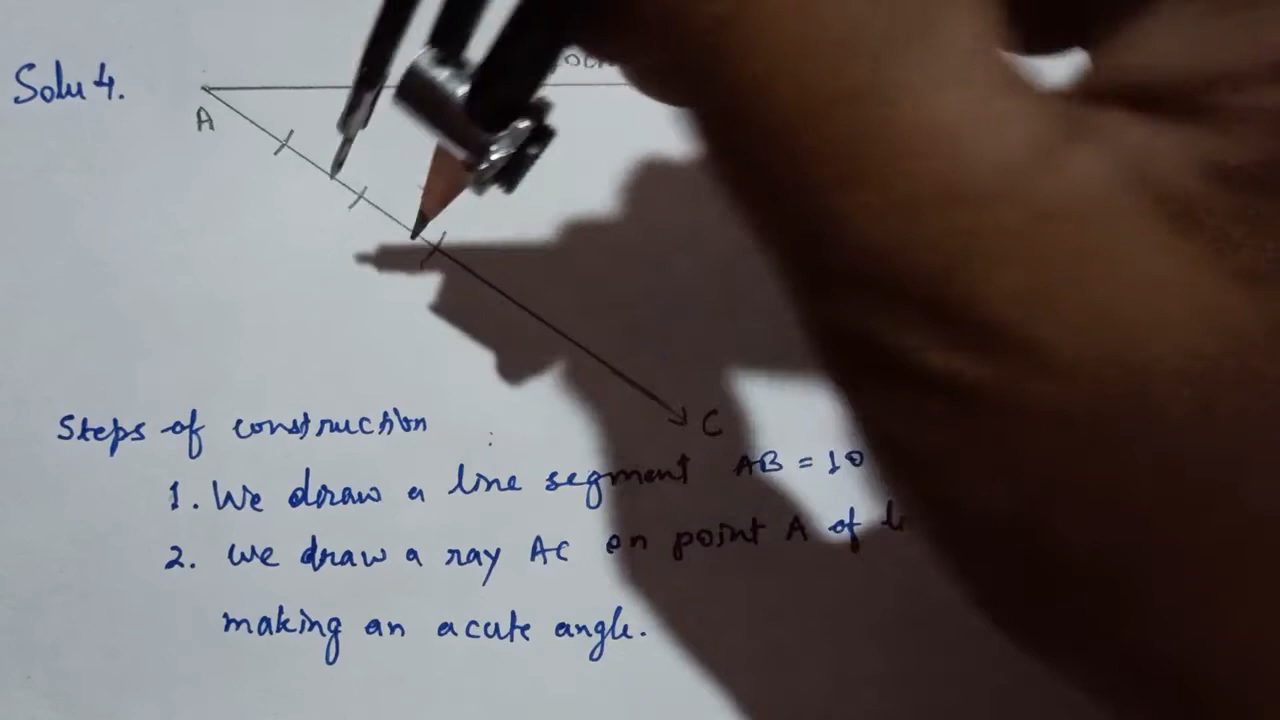 Solu 4.
A
C
Steps of construction :
1. We draw a line segment AB = 10
2. We draw a ray AC on point A of
making an acute angle.